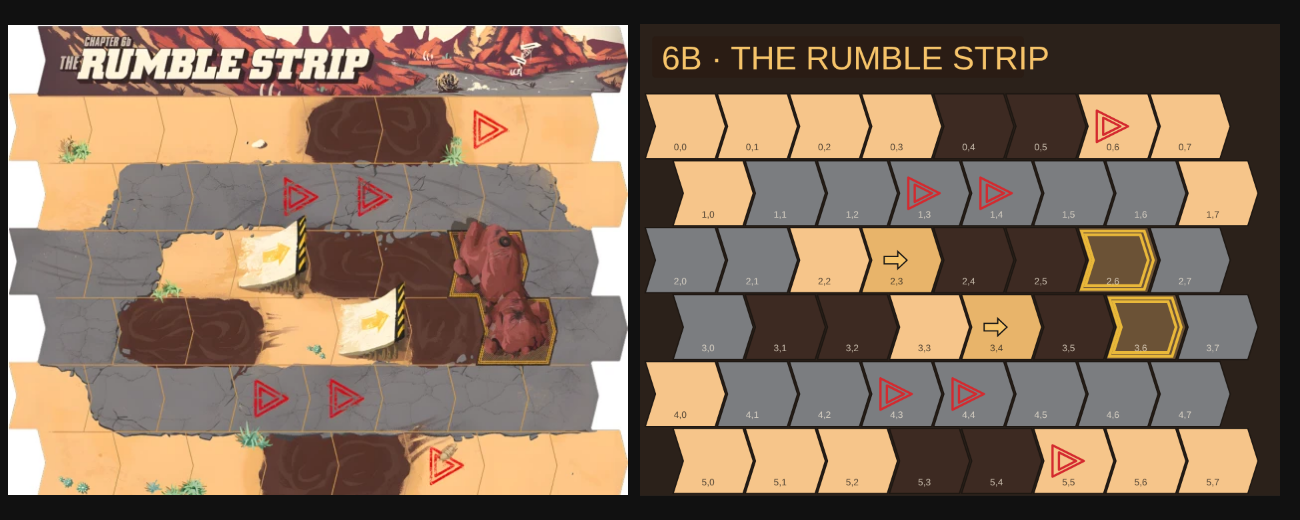 CHAPTER 6b
THE RUMBLE STRIP
6B · THE RUMBLE STRIP
0,0 0,1 0,2 0,3 0,4 0,5 0,6 0,7
1,0 1,1 1,2 1,3 1,4 1,5 1,6 1,7
2,0 2,1 2,2 2,3 2,4 2,5 2,6 2,7
3,0 3,1 3,2 3,3 3,4 3,5 3,6 3,7
4,0 4,1 4,2 4,3 4,4 4,5 4,6 4,7
5,0 5,1 5,2 5,3 5,4 5,5 5,6 5,7